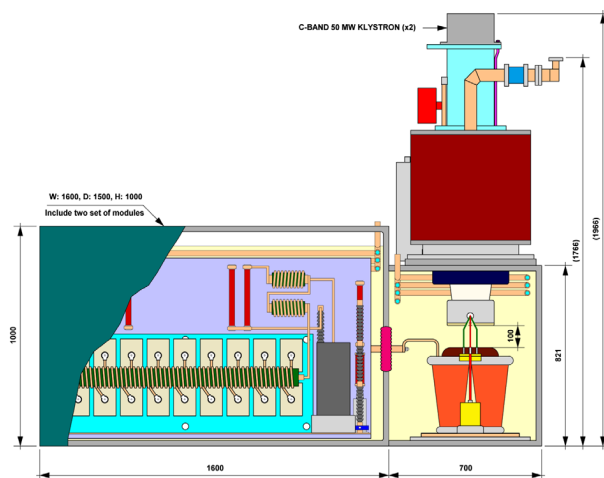 C-BAND 50 MW KLYSTRON (x2)
W: 1600, D: 1500, H: 1000
Include two set of modules
(1766)
(1966)
1000
100
821
1600
700